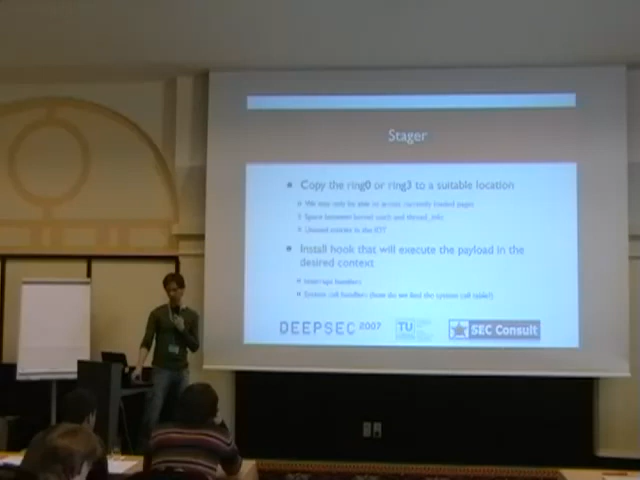 Stager
Copy the ring0 or ring3 to a suitable location
We may only be able to access currently loaded pages
Space between kernel stack and thread_info
Unused entries in the IDT
Install hook that will execute the payload in the
desired context
Interrupt handlers
System call handlers (how do we find the system call table?)
DEEPSEC 2007
TU
SEC Consult